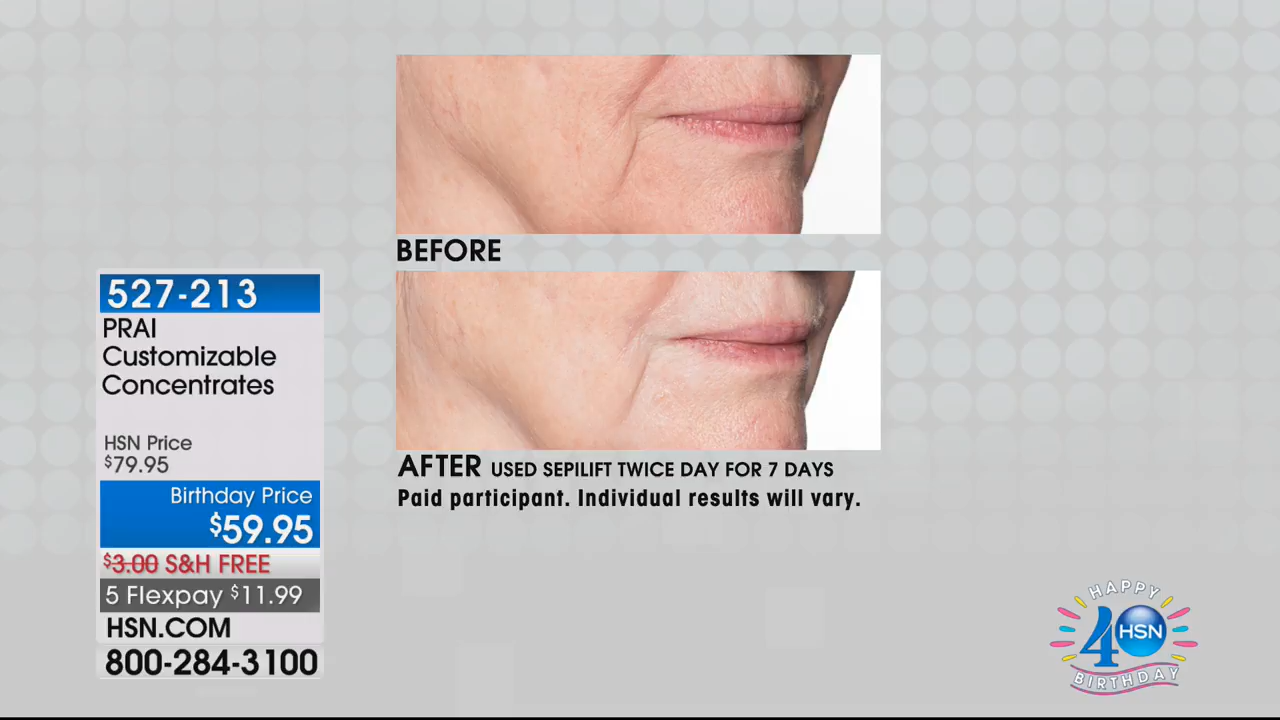 BEFORE
AFTER USED SEPILIFT TWICE DAY FOR 7 DAYS
Paid participant. Individual results will vary.
527-213
PRAI
Customizable
Concentrates
HSN Price
$79.95
Birthday Price
$59.95
$3.00 S&H FREE
5 Flexpay $11.99
HSN.COM
800-284-3100
HAPPY
40 HSN
BIRTHDAY